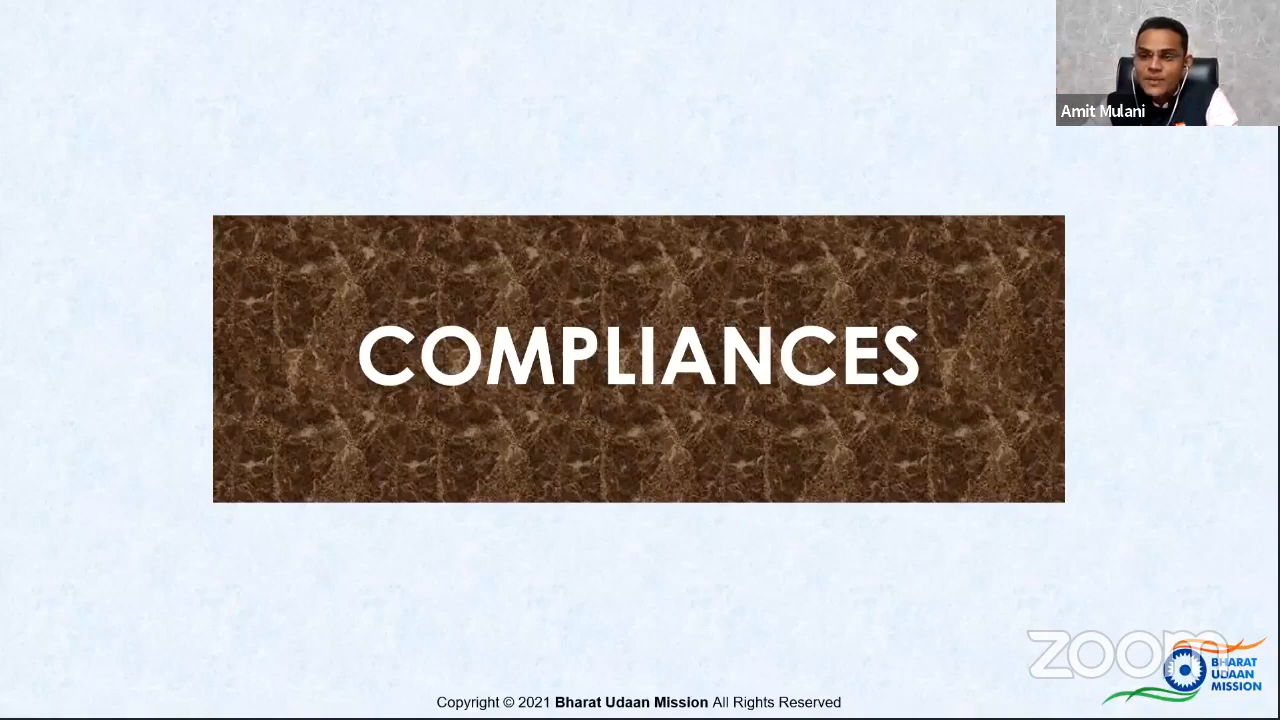 Amit Mulani
COMPLIANCES
zoom
BHARAT
UDAAN
MISSION
Copyright © 2021 Bharat Udaan Mission All Rights Reserved